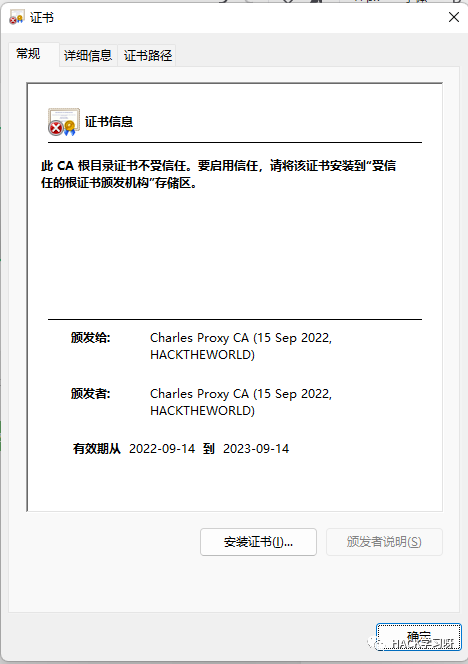 证书
常规 详细信息 证书路径
证书信息
此 CA 根目录证书不受信任。要启用信任，请将该证书安装到“受信
任的根证书颁发机构”存储区。
颁发给: Charles Proxy CA (15 Sep 2022,
HACKTHEWORLD)
颁发者: Charles Proxy CA (15 Sep 2022,
HACKTHEWORLD)
有效期从 2022-09-14 到 2023-09-14
安装证书(I)... 颁发者说明(S)
确定
HACK学习呀